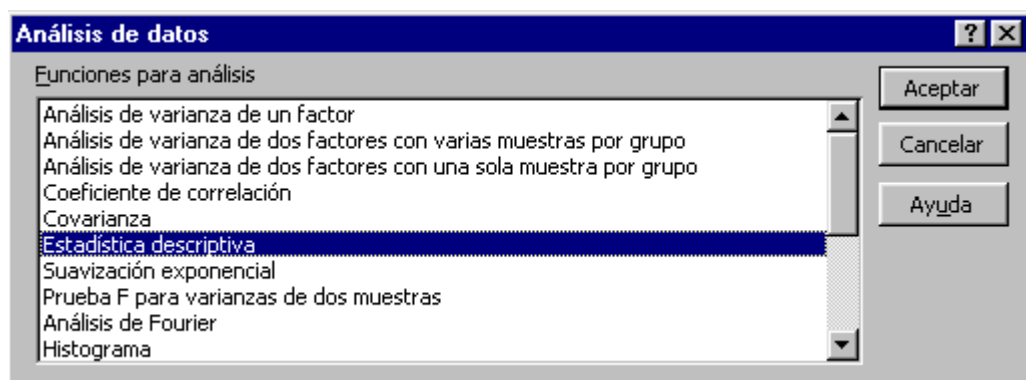 Análisis de datos
Funciones para análisis
Análisis de varianza de un factor
Análisis de varianza de dos factores con varias muestras por grupo
Análisis de varianza de dos factores con una sola muestra por grupo
Coeficiente de correlación
Covarianza
Estadística descriptiva
Suavización exponencial
Prueba F para varianzas de dos muestras
Análisis de Fourier
Histograma
Aceptar
Cancelar
Ayuda